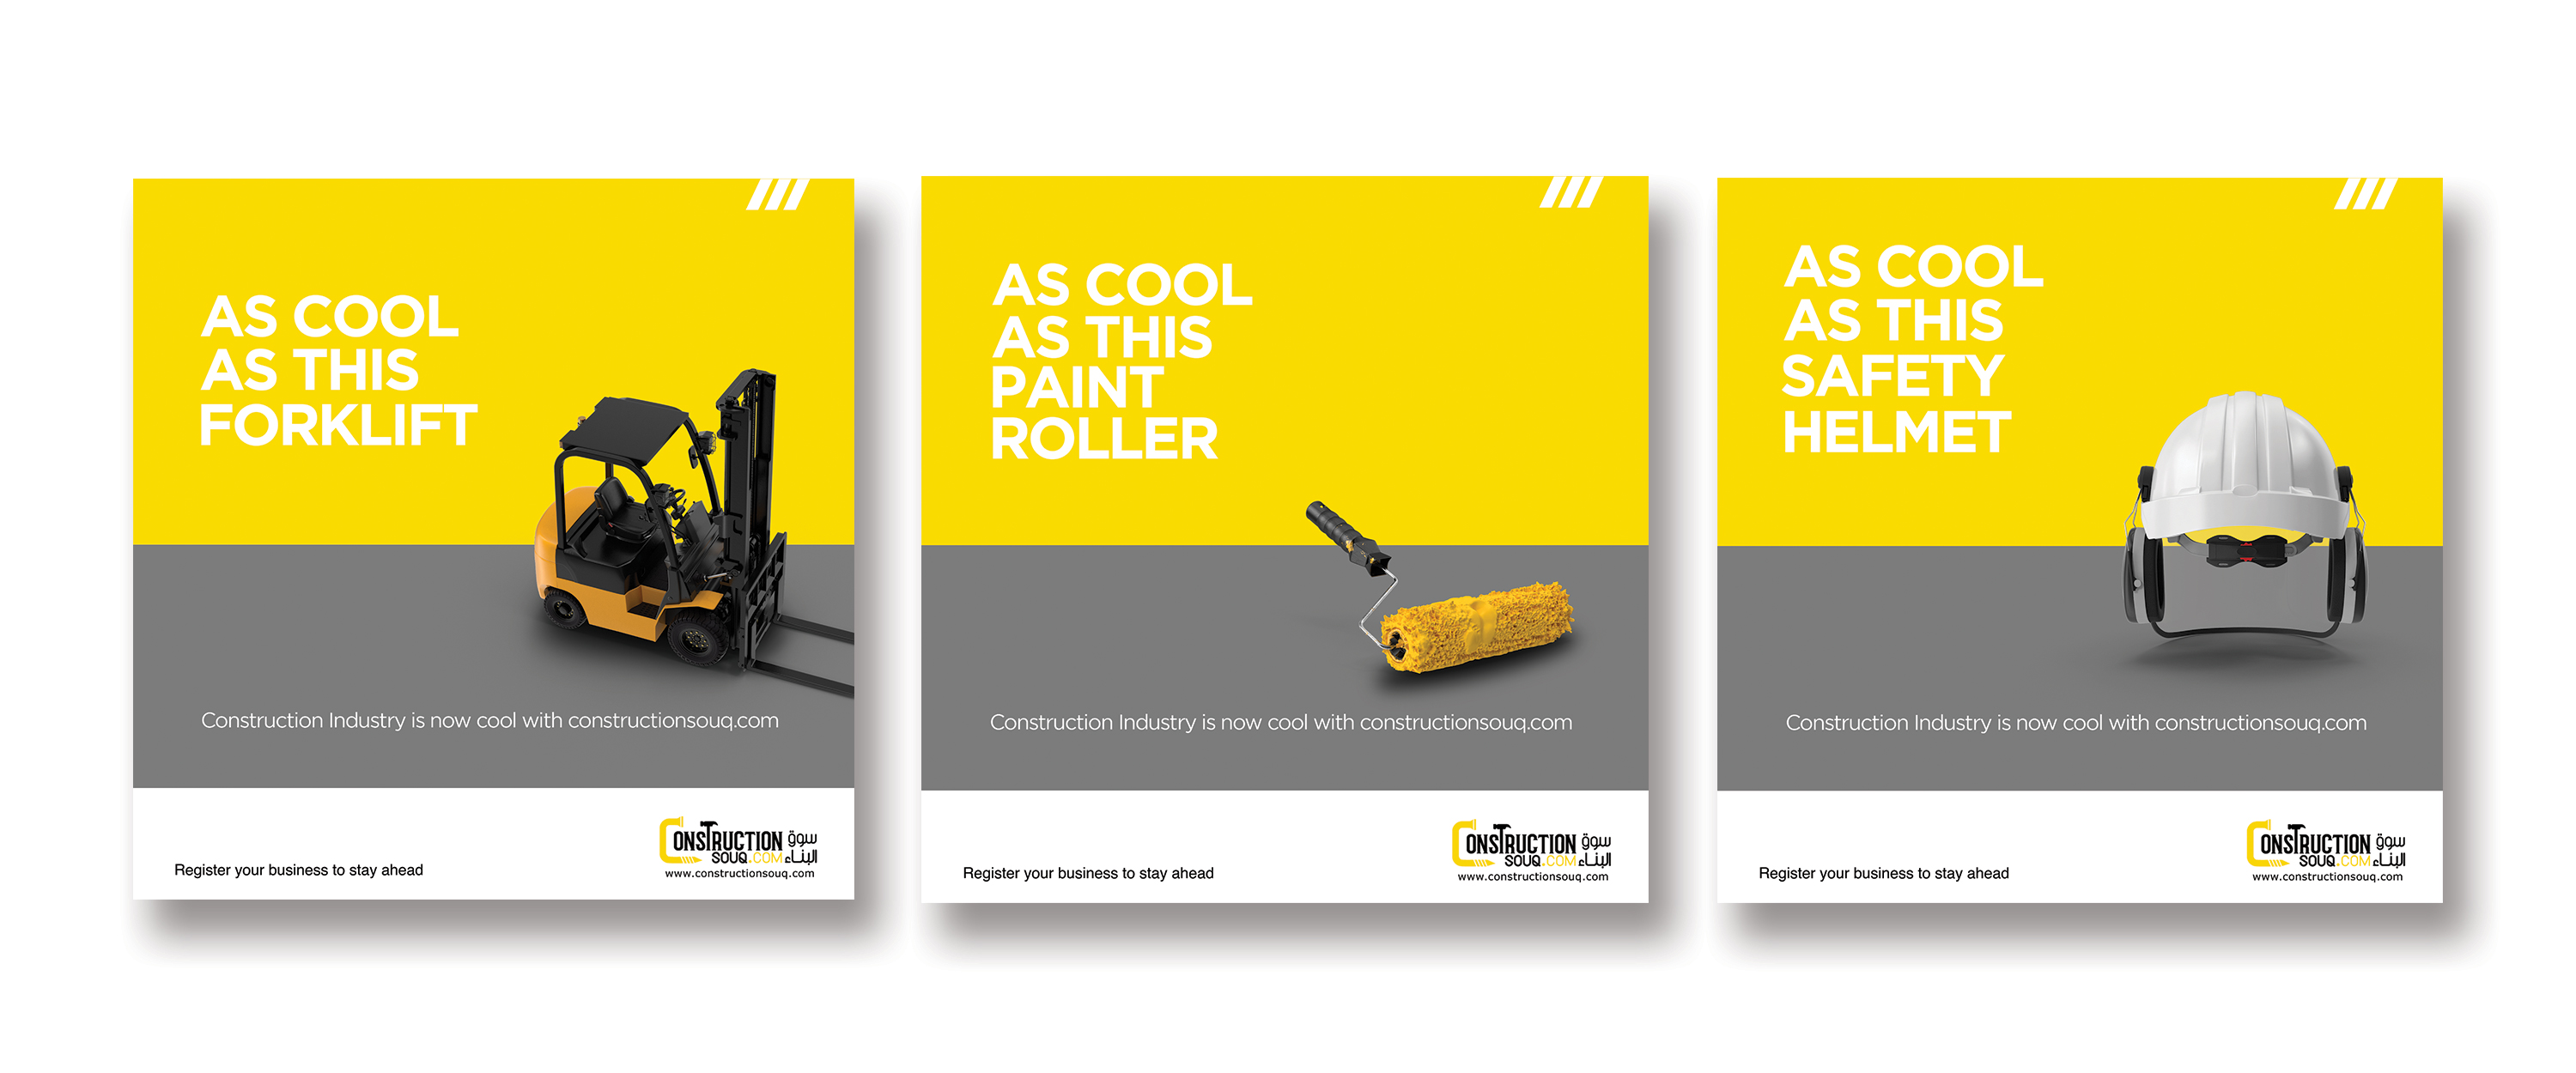 AS COOL
AS THIS
FORKLIFT
Construction Industry is now cool with constructionsouq.com
Register your business to stay ahead
CONSTRUCTION سوق
SOUQ.COM البناء
www.constructionsouq.com
AS COOL
AS THIS
PAINT
ROLLER
Construction Industry is now cool with constructionsouq.com
Register your business to stay ahead
CONSTRUCTION سوق
SOUQ.COM البناء
www.constructionsouq.com
AS COOL
AS THIS
SAFETY
HELMET
Construction Industry is now cool with constructionsouq.com
Register your business to stay ahead
CONSTRUCTION سوق
SOUQ.COM البناء
www.constructionsouq.com